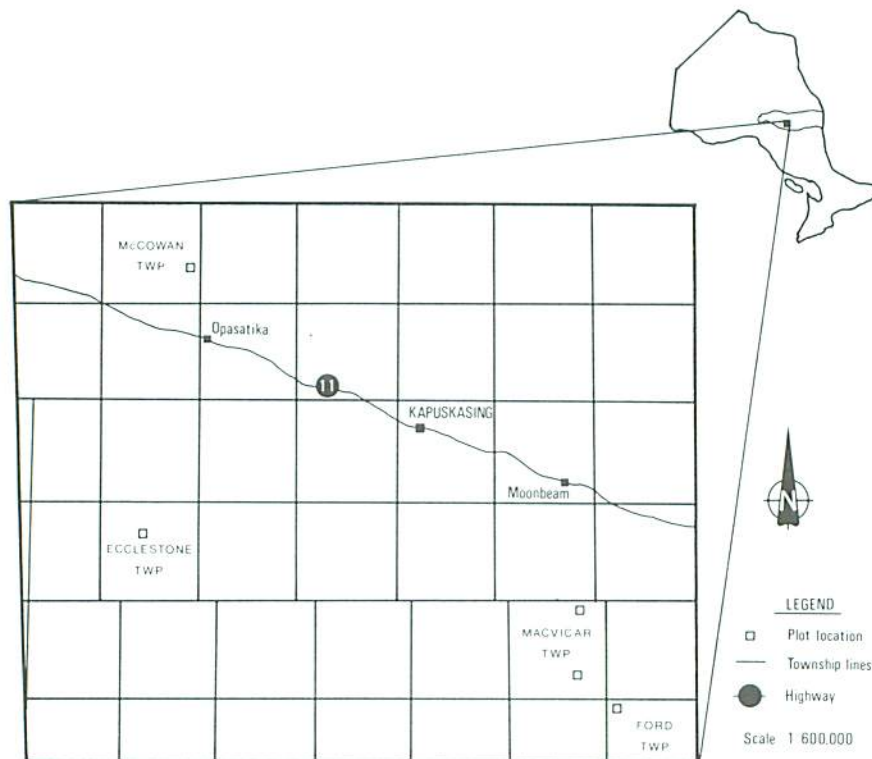 McCOWAN
TWP
Opasatika
11
KAPUSKASING
Moonbeam
N
ECCLESTONE
TWP
MACVICAR
TWP
FORD
TWP
LEGEND
Plot location
Township lines
Highway
Scale 1 600,000